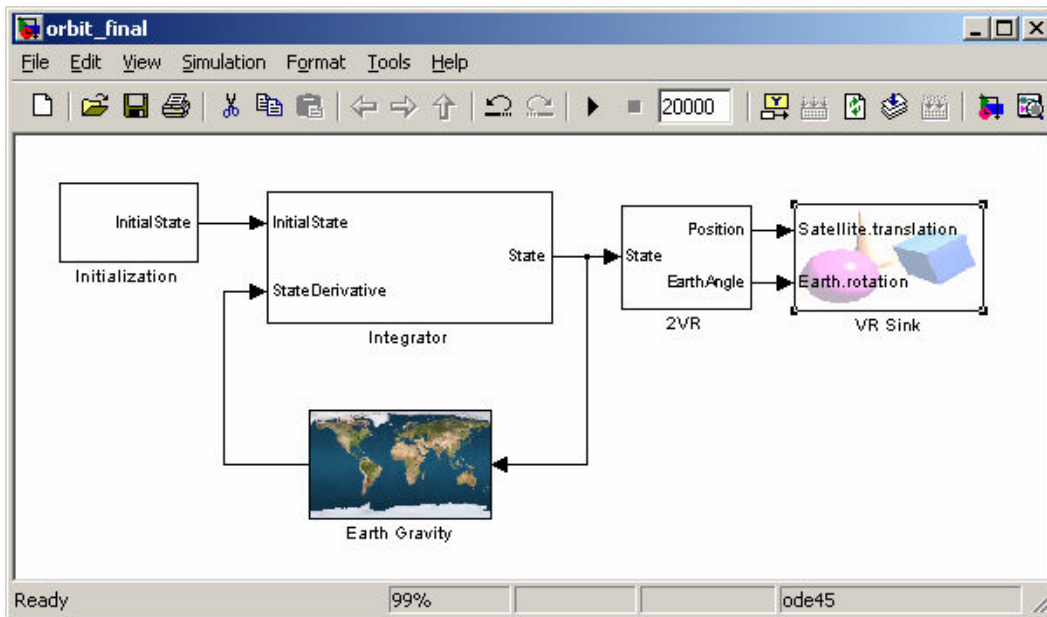 orbit_final
File Edit View Simulation Format Tools Help
20000
InitialState
Initialization
InitialState
State
StateDerivative
Integrator
State
Position
EarthAngle
2VR
Satellite.translation
Earth.rotation
VR Sink
Earth Gravity
Ready 99% ode45